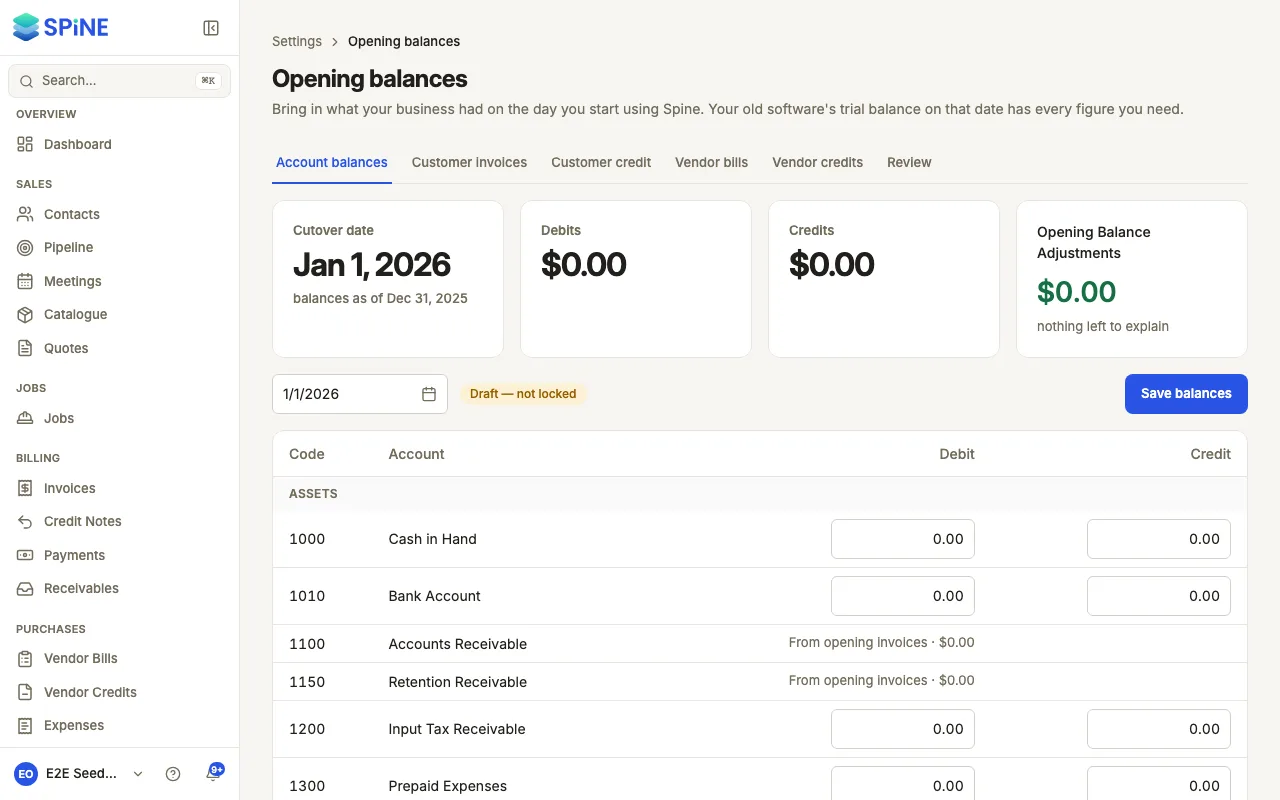 SPiNE
Search...
⌘K
OVERVIEW
Dashboard
SALES
Contacts
Pipeline
Meetings
Catalogue
Quotes
JOBS
Jobs
BILLING
Invoices
Credit Notes
Payments
Receivables
PURCHASES
Vendor Bills
Vendor Credits
Expenses
EO
E2E Seed...
9+
Settings
Opening balances
Opening balances
Bring in what your business had on the day you start using Spine. Your old software's trial balance on that date has every figure you need.
Account balances Customer invoices Customer credit Vendor bills Vendor credits Review
Cutover date
Jan 1, 2026
balances as of Dec 31, 2025
Debits
$0.00
Credits
$0.00
Opening Balance
Adjustments
$0.00
nothing left to explain
1/1/2026
Draft — not locked
Save balances
Code Account Debit Credit
ASSETS
1000 Cash in Hand 0.00 0.00
1010 Bank Account 0.00 0.00
1100 Accounts Receivable From opening invoices · $0.00
1150 Retention Receivable From opening invoices · $0.00
1200 Input Tax Receivable 0.00 0.00
1300 Prepaid Expenses 0.00 0.00